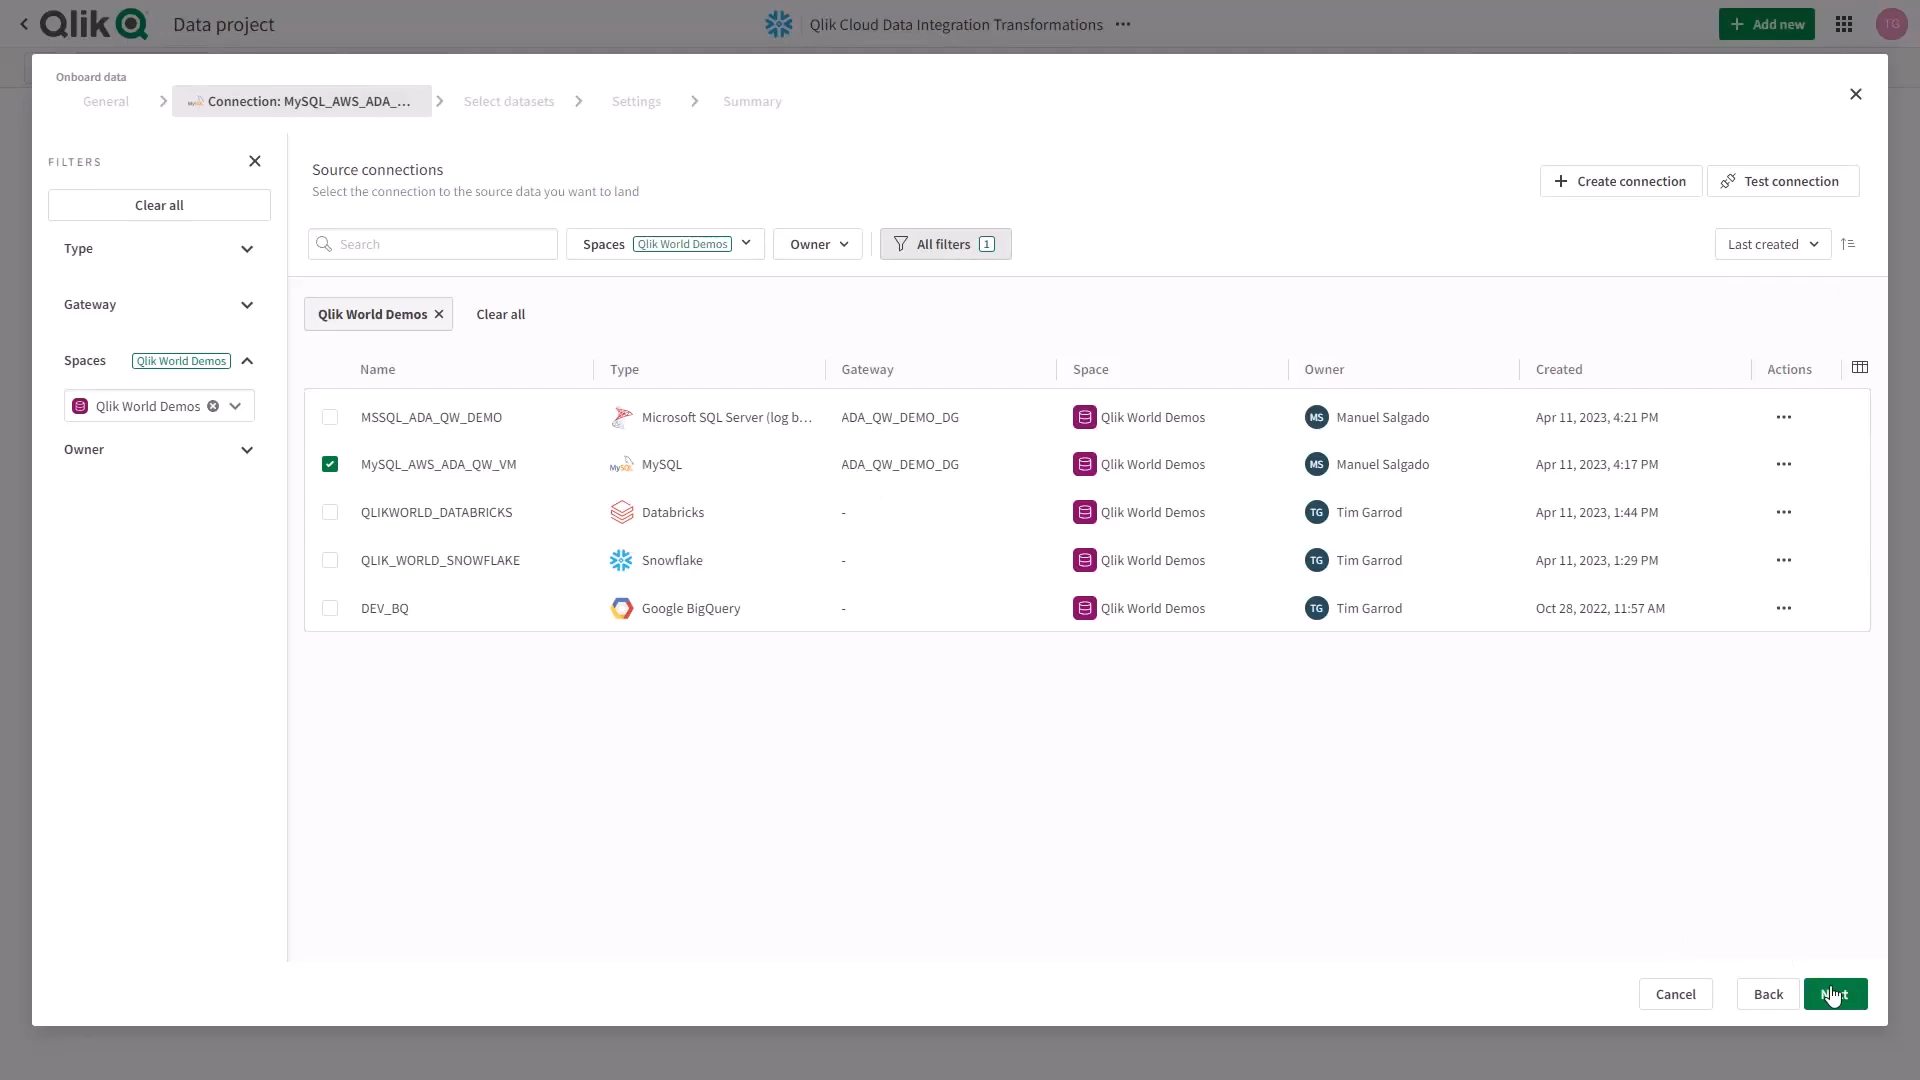 Qlik
Data project
Qlik Cloud Data Integration Transformations
Add new
TG
Onboard data
General
Connection: MySQL_AWS_ADA_...
Select datasets
Settings
Summary
FILTERS
Clear all
Type
Gateway
Spaces Qlik World Demos
Qlik World Demos
Owner
Source connections
Select the connection to the source data you want to land
Create connection
Test connection
Search
Spaces Qlik World Demos
Owner
All filters 1
Last created
Qlik World Demos
Clear all
Name Type Gateway Space Owner Created Actions
MSSQL_ADA_QW_DEMO Microsoft SQL Server (log b... ADA_QW_DEMO_DG Qlik World Demos MS Manuel Salgado Apr 11, 2023, 4:21 PM
MySQL_AWS_ADA_QW_VM MySQL MySQL ADA_QW_DEMO_DG Qlik World Demos MS Manuel Salgado Apr 11, 2023, 4:17 PM
QLIKWORLD_DATABRICKS Databricks - Qlik World Demos TG Tim Garrod Apr 11, 2023, 1:44 PM
QLIK_WORLD_SNOWFLAKE Snowflake - Qlik World Demos TG Tim Garrod Apr 11, 2023, 1:29 PM
DEV_BQ Google BigQuery - Qlik World Demos TG Tim Garrod Oct 28, 2022, 11:57 AM
Cancel
Back